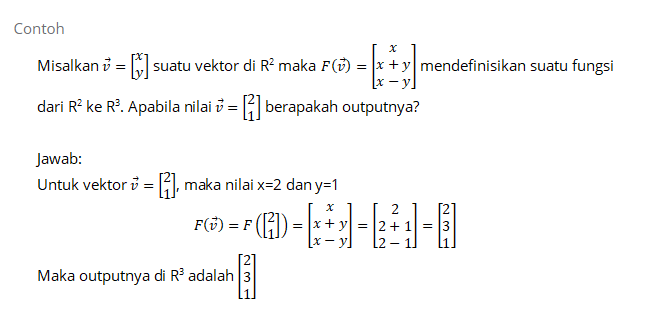 Contoh
Misalkan v⃗ = [x y] suatu vektor di R² maka F(v⃗) = [x x + y x − y] mendefinisikan suatu fungsi
dari R² ke R³. Apabila nilai v⃗ = [2 1] berapakah outputnya?
Jawab:
Untuk vektor v⃗ = [2 1], maka nilai x=2 dan y=1
F(v⃗) = F([2 1]) = [x x + y x − y] = [2 2 + 1 2 − 1] = [2 3 1]
Maka outputnya di R³ adalah [2 3 1]